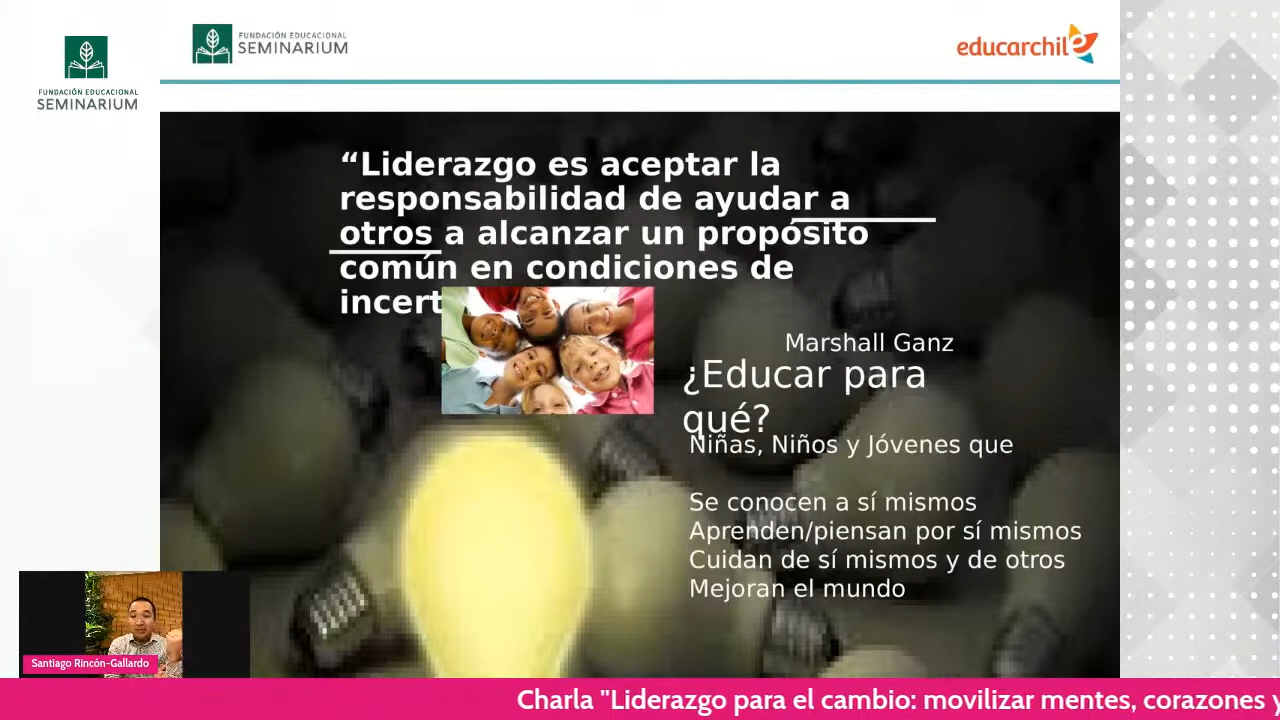 FUNDACIÓN EDUCACIONAL
SEMINARIUM
FUNDACIÓN EDUCACIONAL
SEMINARIUM
educarchile
“Liderazgo es aceptar la
responsabilidad de ayudar a
otros a alcanzar un propósito
común en condiciones de
incert
Marshall Ganz
¿Educar para
qué?
Niñas, Niños y Jóvenes que
Se conocen a sí mismos
Aprenden/piensan por sí mismos
Cuidan de sí mismos y de otros
Mejoran el mundo
Santiago Rincón-Gallardo
Charla "Liderazgo para el cambio: movilizar mentes, corazones y